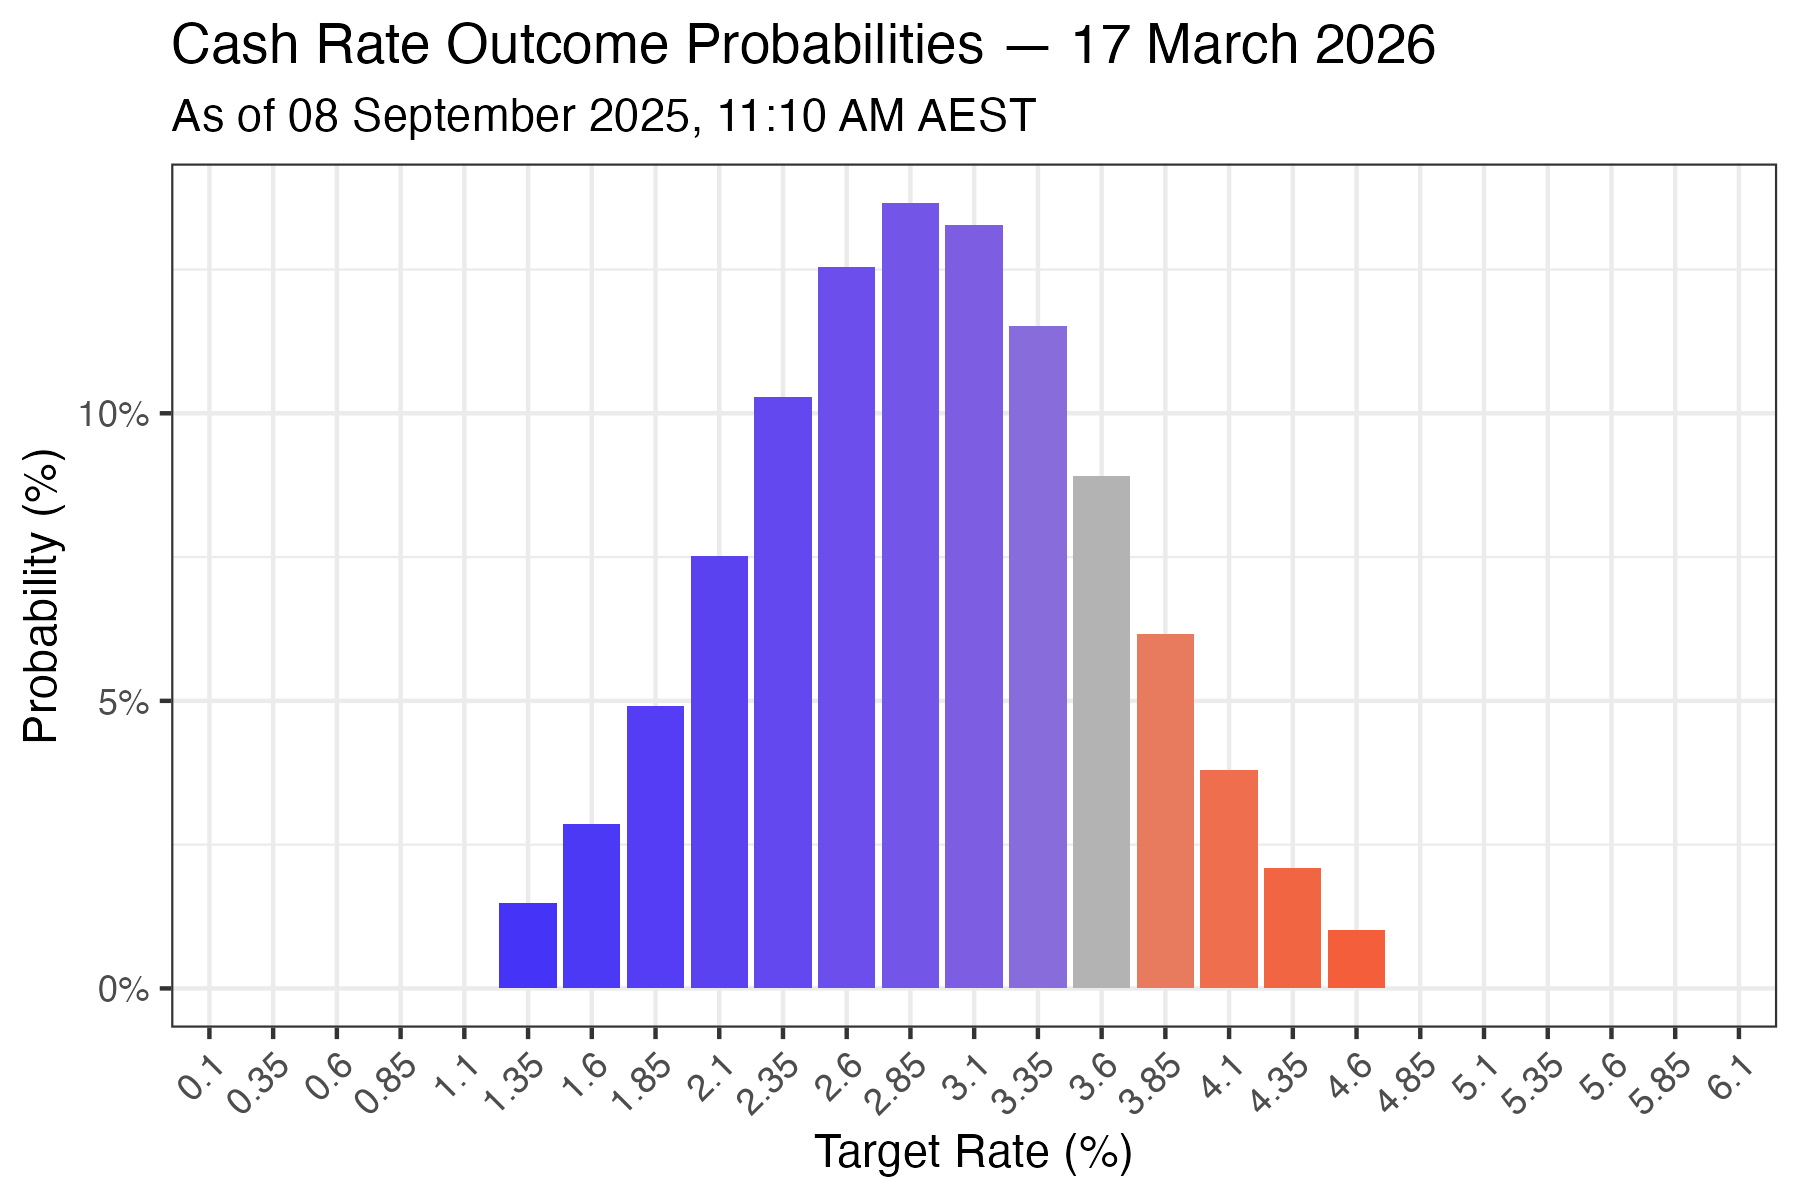 Cash Rate Outcome Probabilities — 17 March 2026
As of 08 September 2025, 11:10 AM AEST
Probability (%)
10%
5%
0%
0.1 0.35 0.6 0.85 1.1 1.35 1.6 1.85 2.1 2.35 2.6 2.85 3.1 3.35 3.6 3.85 4.1 4.35 4.6 4.85 5.1 5.35 5.6 5.85 6.1
Target Rate (%)